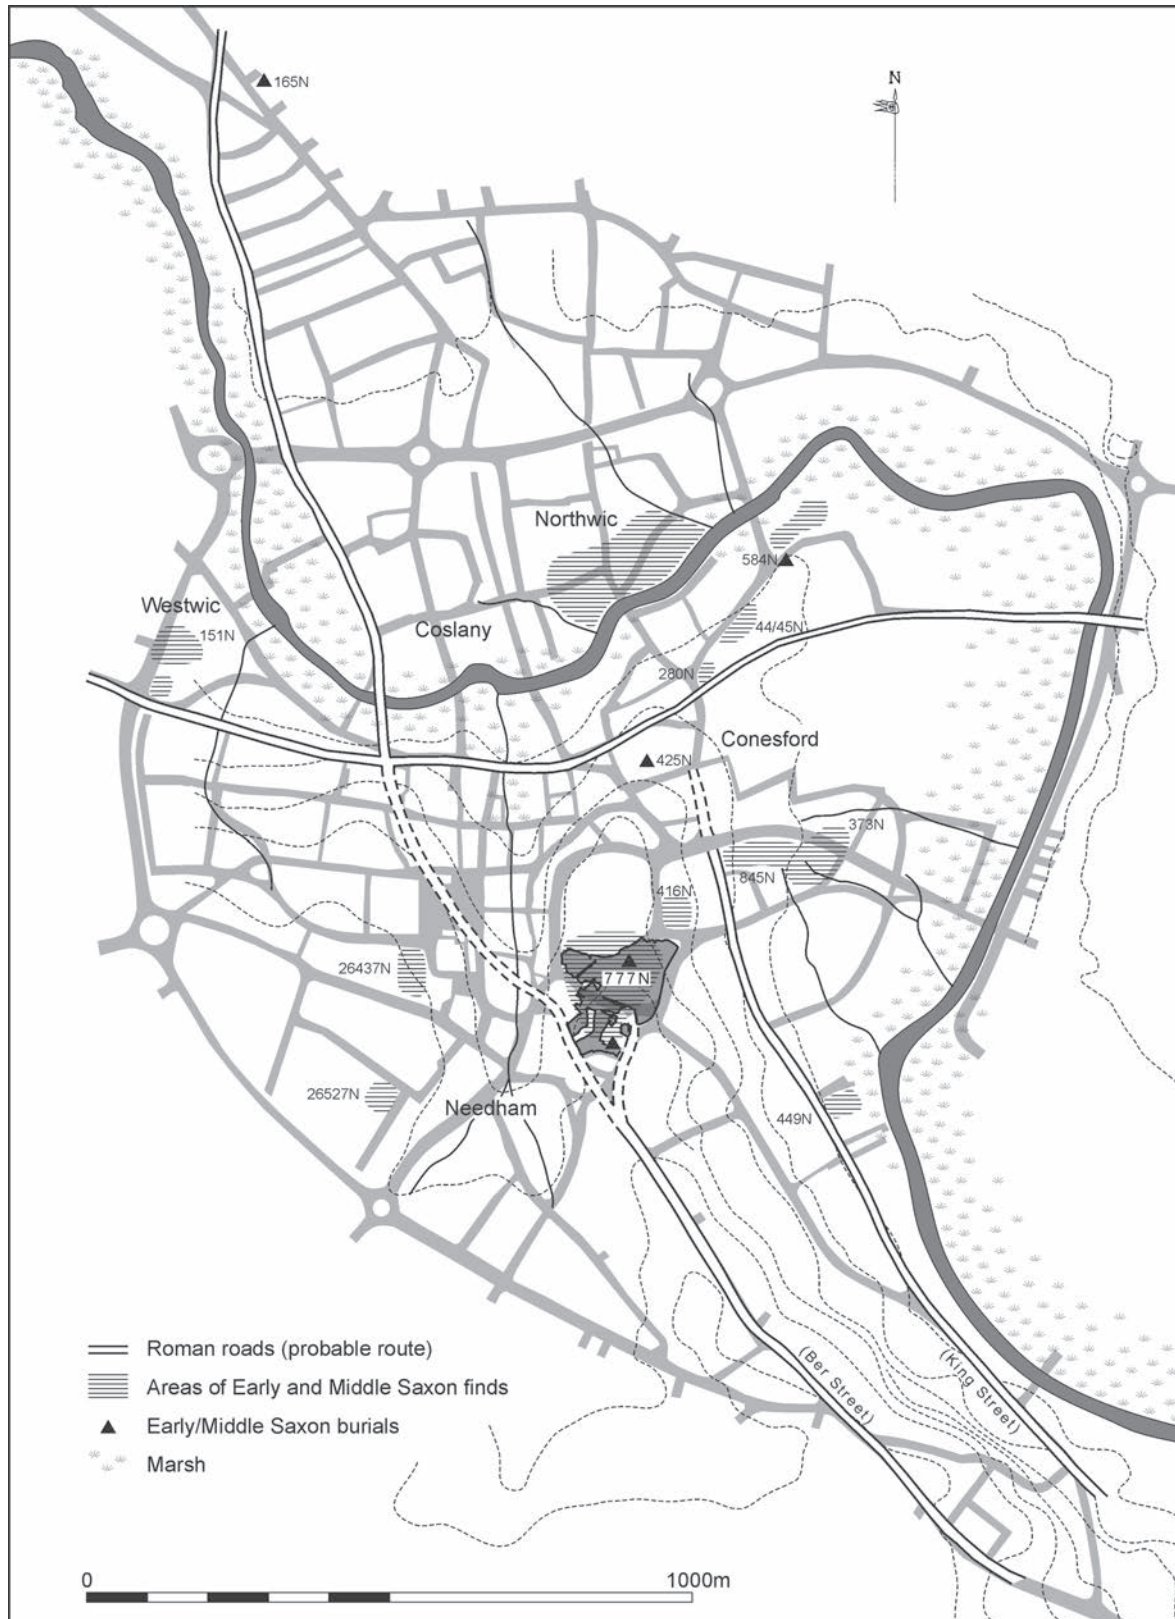 N
165N
Northwic
584N
Westwic
151N
Coslany
44/45N
280N
Conesford
425N
373N
845N
416N
26437N
777N
26527N
Needham
449N
Roman roads (probable route)
Areas of Early and Middle Saxon finds
Early/Middle Saxon burials
Marsh
(Ber Street)
(King Street)
0
1000m